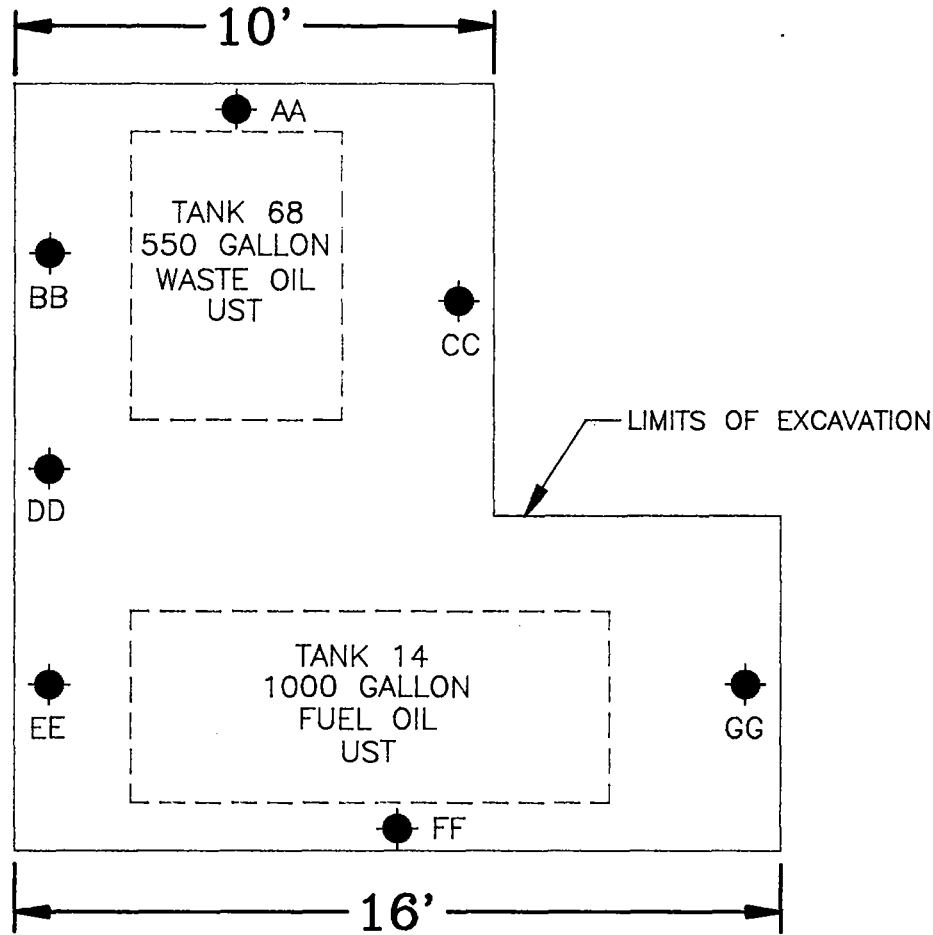 10'
AA
TANK 68
550 GALLON
WASTE OIL
UST
BB
CC
LIMITS OF EXCAVATION
DD
TANK 14
1000 GALLON
FUEL OIL
UST
EE
GG
FF
16'